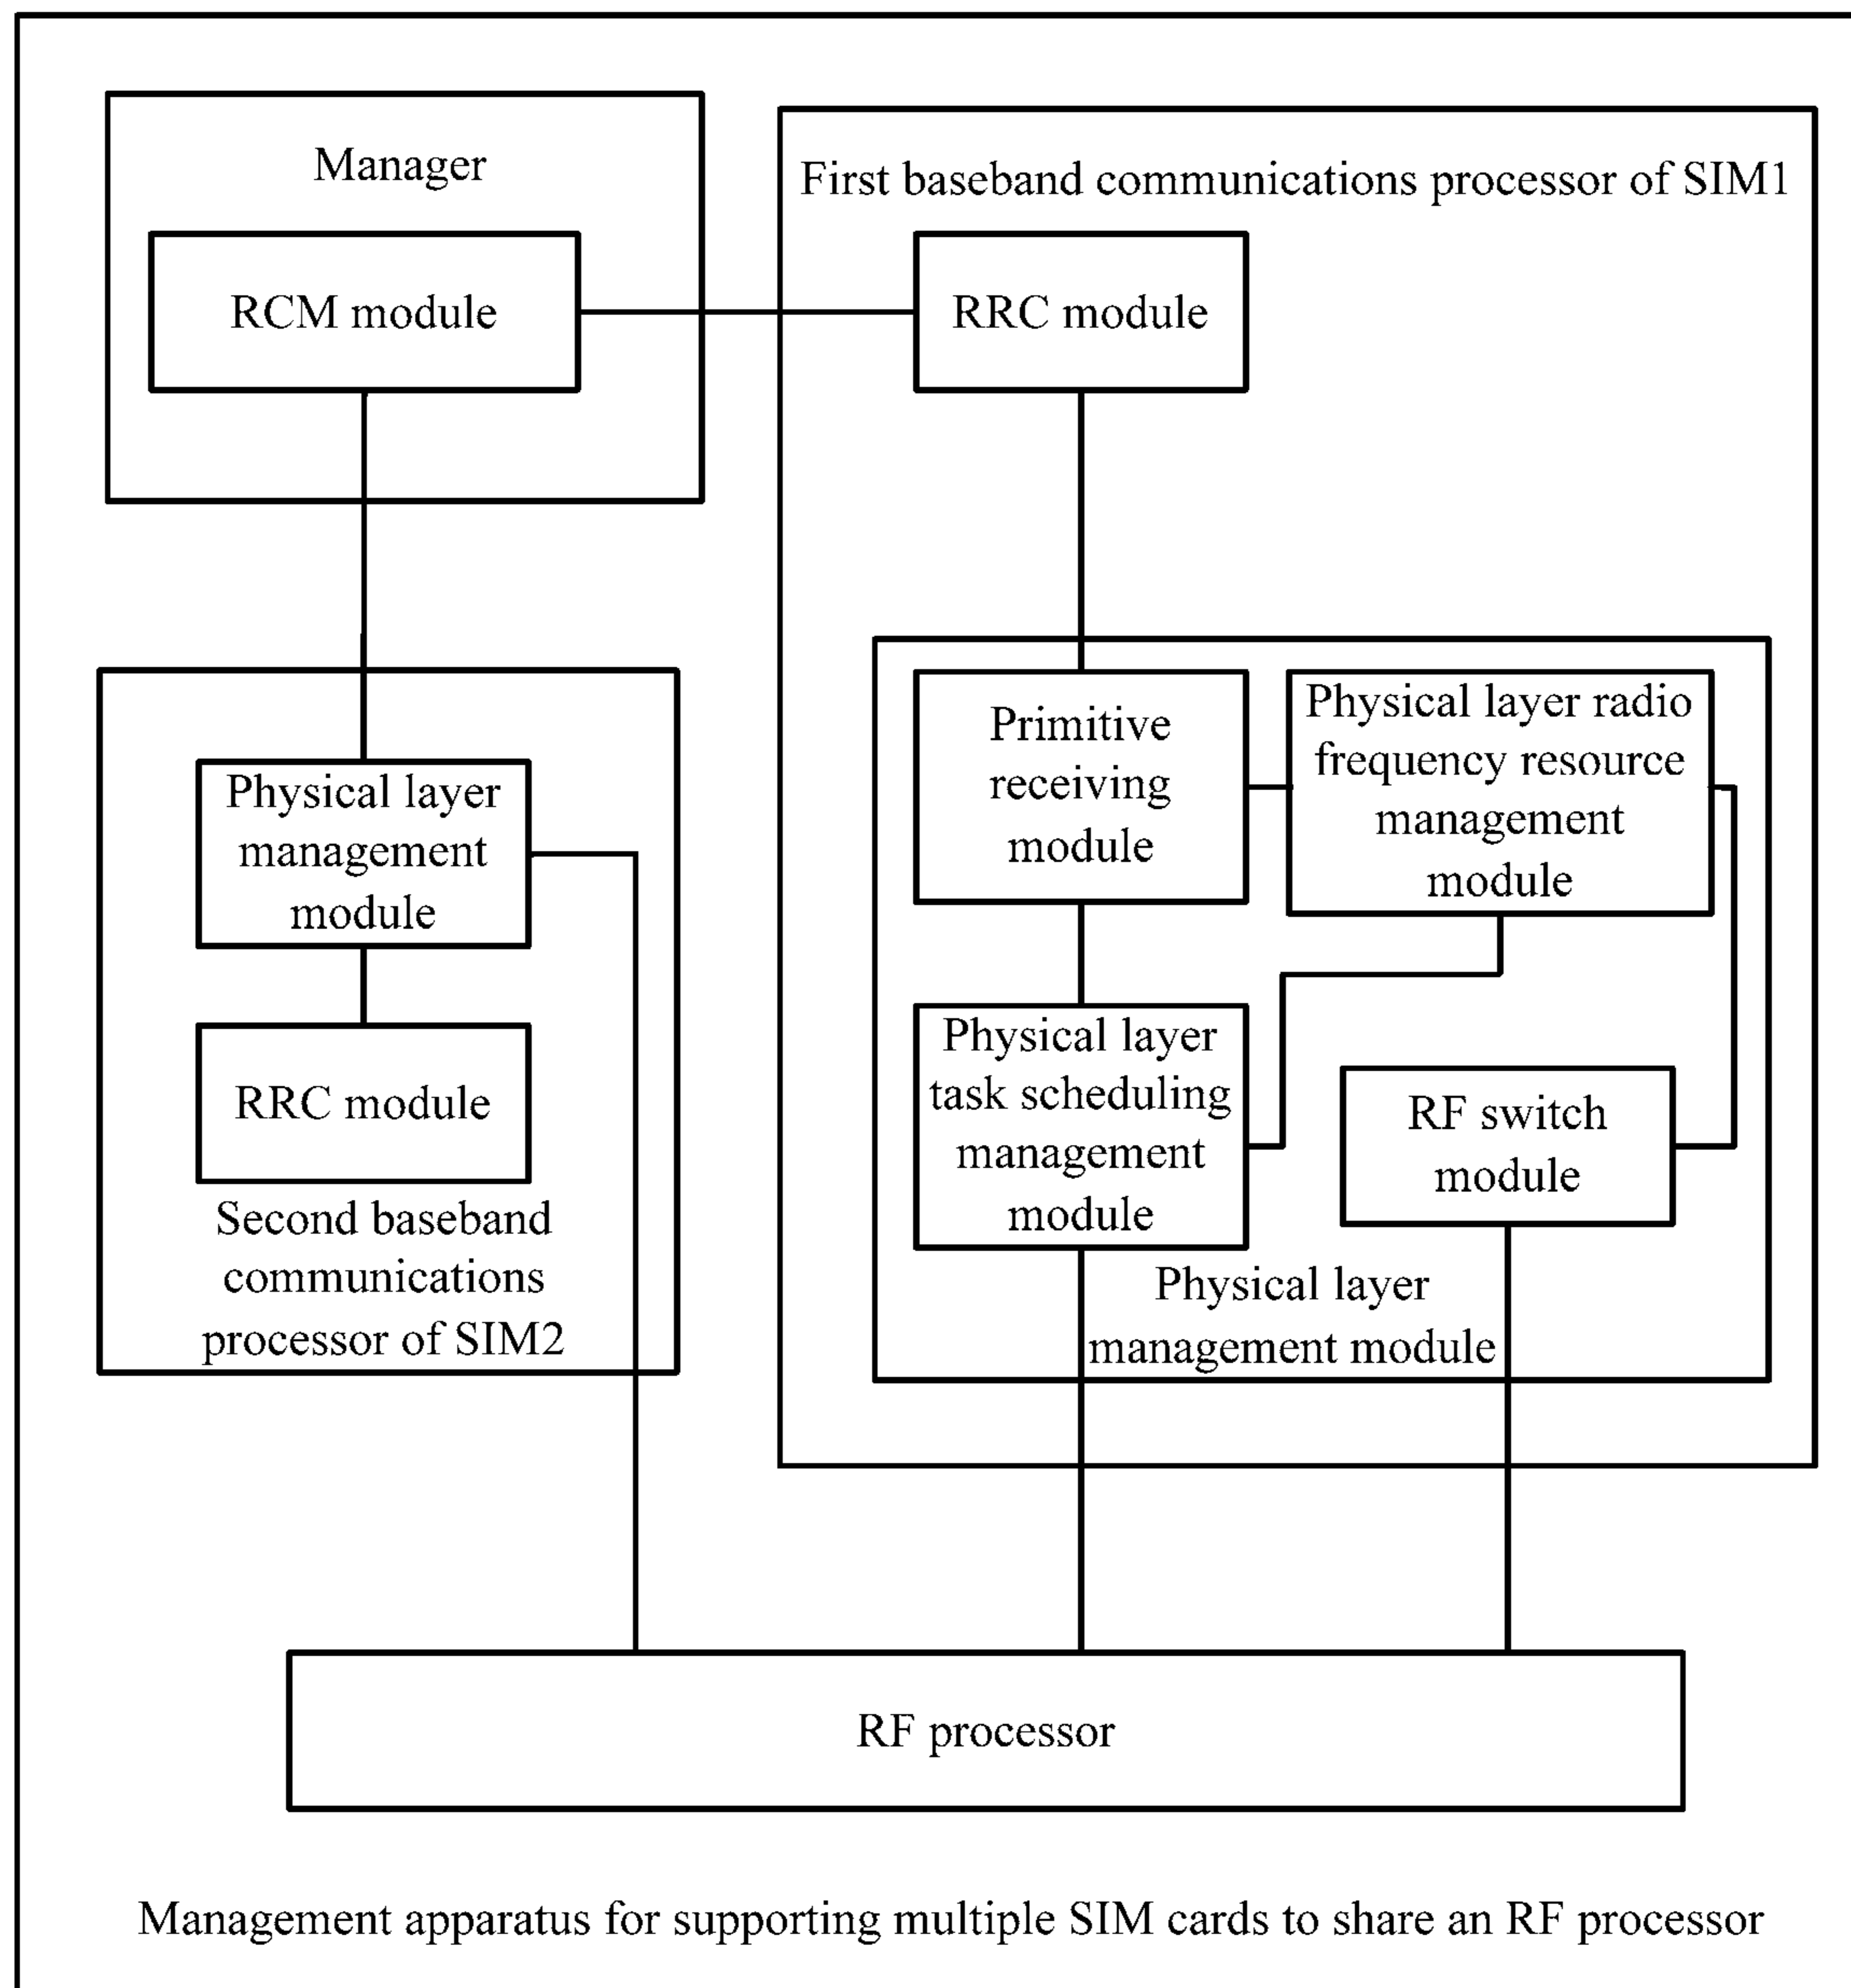 Manager
RCM module
First baseband communications processor of SIM1
RRC module
Physical layer
management
module
RRC module
Second baseband
communications
processor of SIM2
Primitive
receiving
module
Physical layer radio
frequency resource
management
module
Physical layer
task scheduling
management
module
RF switch
module
Physical layer
management module
RF processor
Management apparatus for supporting multiple SIM cards to share an RF processor